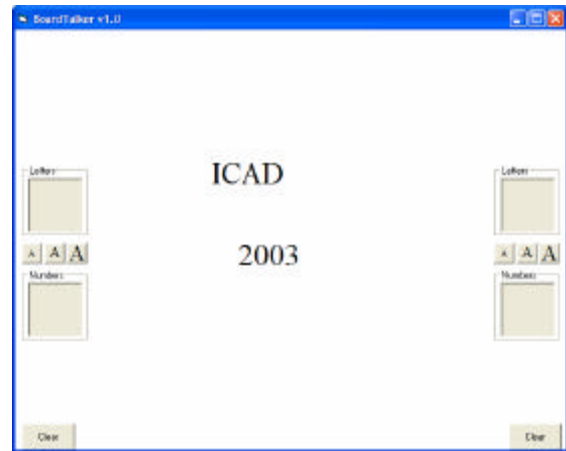 BoardTalker v1.0
Letters
Letters
ICAD
A A A
A A A
2003
Numbers
Numbers
Clear
Clear